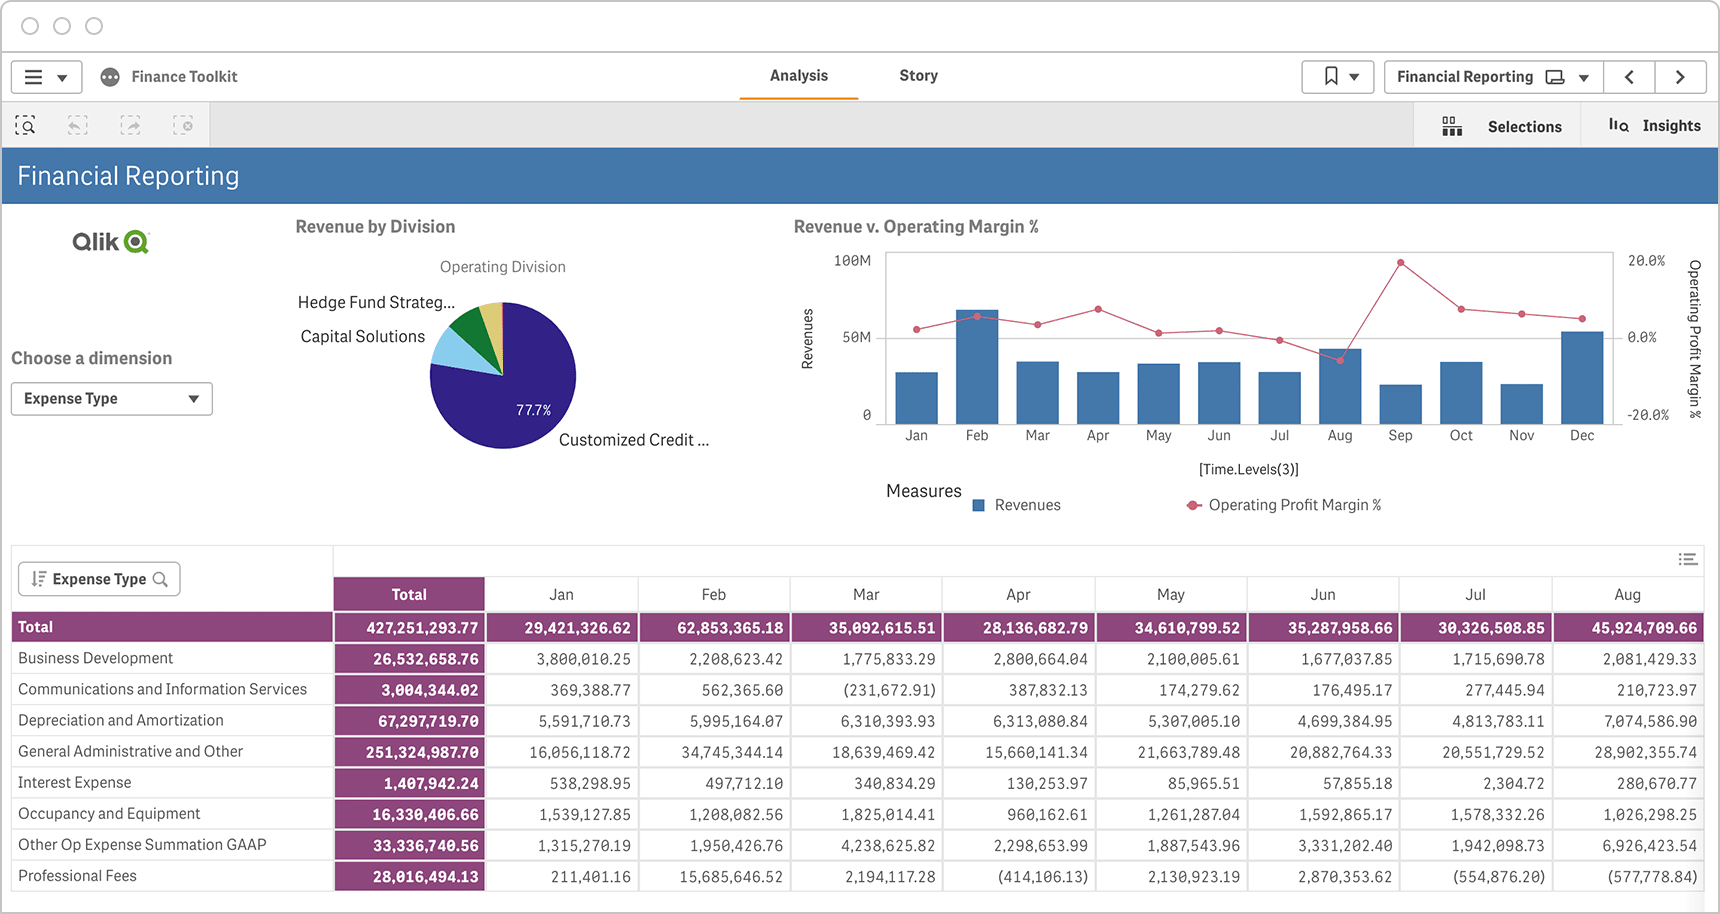 Finance Toolkit
Analysis
Story
Financial Reporting
Selections
Insights
Financial Reporting
Qlik
Choose a dimension
Expense Type
Revenue by Division
Operating Division
Hedge Fund Strateg...
Capital Solutions
77.7%
Customized Credit ...
Revenue v. Operating Margin %
100M
50M
0
Revenues
20.0%
0.0%
-20.0%
Operating Profit Margin %
Jan Feb Mar Apr May Jun Jul Aug Sep Oct Nov Dec
[Time.Levels(3)]
Measures
Revenues
Operating Profit Margin %
Expense Type
Total Jan Feb Mar Apr May Jun Jul Aug
Total 427,251,293.77 29,421,326.62 62,853,365.18 35,092,615.51 28,136,682.79 34,610,799.52 35,287,958.66 30,326,508.85 45,924,709.66
Business Development 26,532,658.76 3,800,010.25 2,208,623.42 1,775,833.29 2,800,664.04 2,100,005.61 1,677,037.85 1,715,690.78 2,081,429.33
Communications and Information Services 3,004,344.02 369,388.77 562,365.60 (231,672.91) 387,832.13 174,279.62 176,495.17 277,445.94 210,723.97
Depreciation and Amortization 67,297,719.70 5,591,710.73 5,995,164.07 6,310,393.93 6,313,080.84 5,307,005.10 4,699,384.95 4,813,783.11 7,074,586.90
General Administrative and Other 251,324,987.70 16,056,118.72 34,745,344.14 18,639,469.42 15,660,141.34 21,663,789.48 20,882,764.33 20,551,729.52 28,902,355.74
Interest Expense 1,407,942.24 538,298.95 497,712.10 340,834.29 130,253.97 85,965.51 57,855.18 2,304.72 280,670.77
Occupancy and Equipment 16,330,406.66 1,539,127.85 1,208,082.56 1,825,014.41 960,162.61 1,261,287.04 1,592,865.17 1,578,332.26 1,026,298.25
Other Op Expense Summation GAAP 33,336,740.56 1,315,270.19 1,950,426.76 4,238,625.82 2,298,653.99 1,887,543.96 3,331,202.40 1,942,098.73 6,926,423.54
Professional Fees 28,016,494.13 211,401.16 15,685,646.52 2,194,117.28 (414,106.13) 2,130,923.19 2,870,353.62 (554,876.20) (577,778.84)